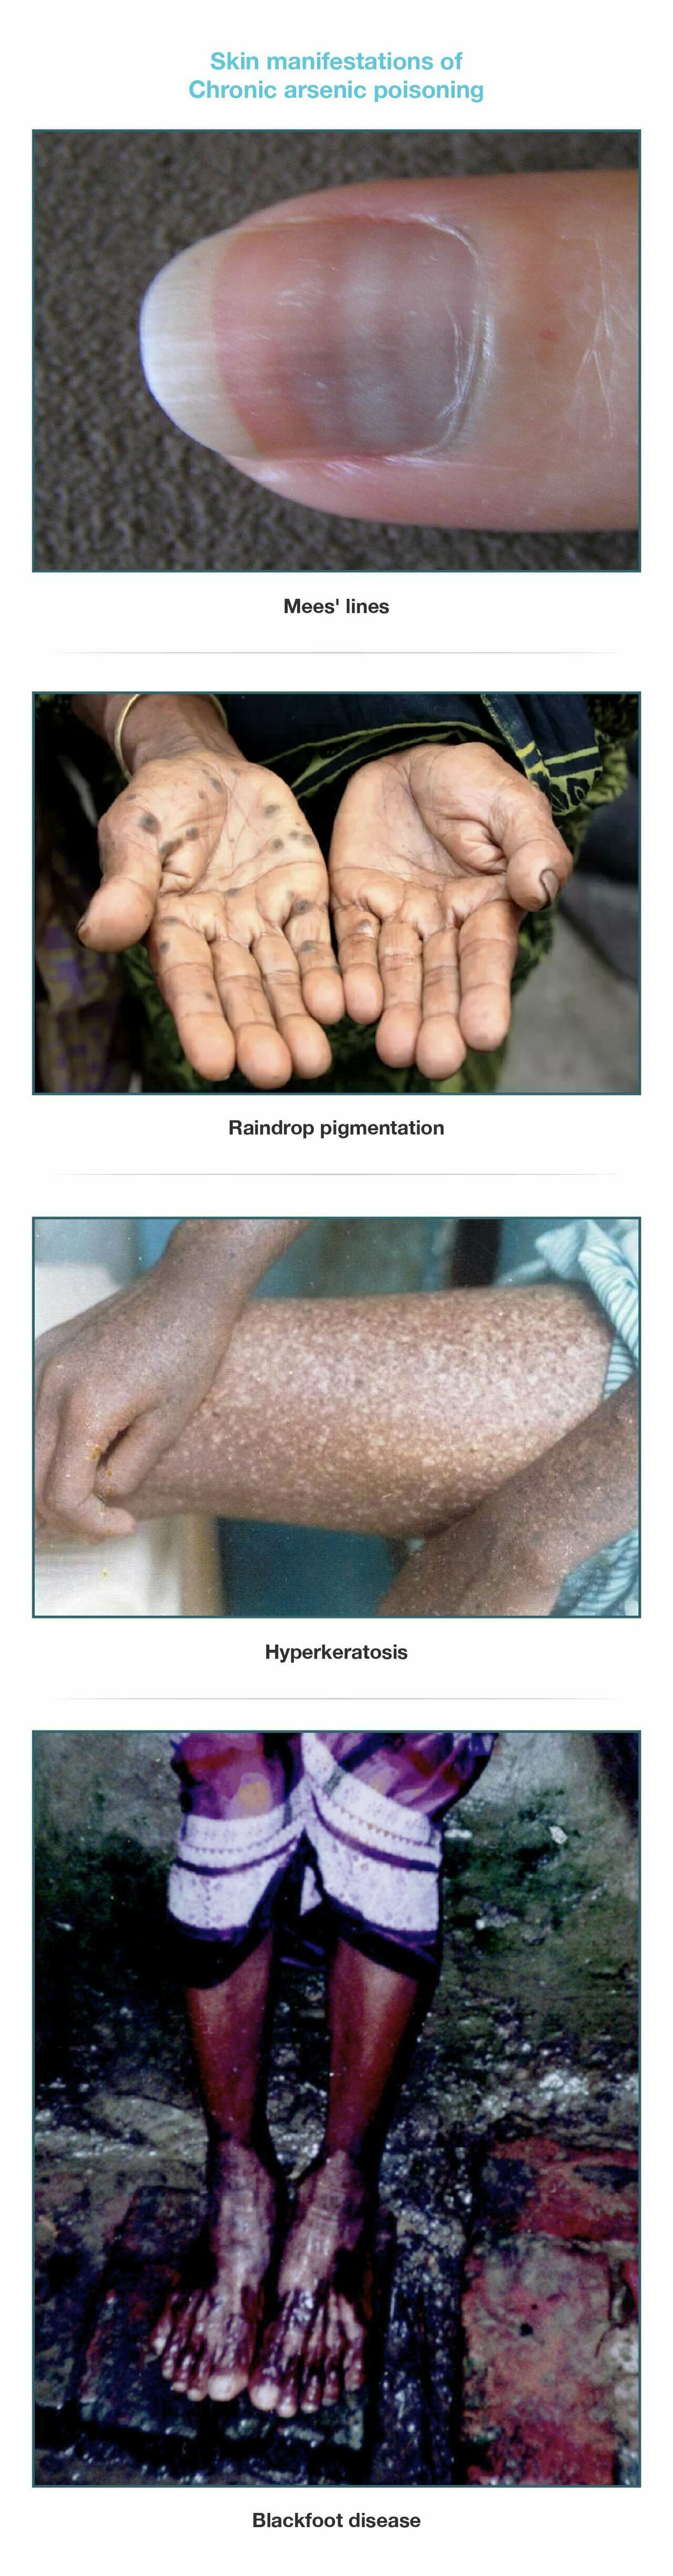 Skin manifestations of
Chronic arsenic poisoning
Mees' lines
Raindrop pigmentation
Hyperkeratosis
Blackfoot disease